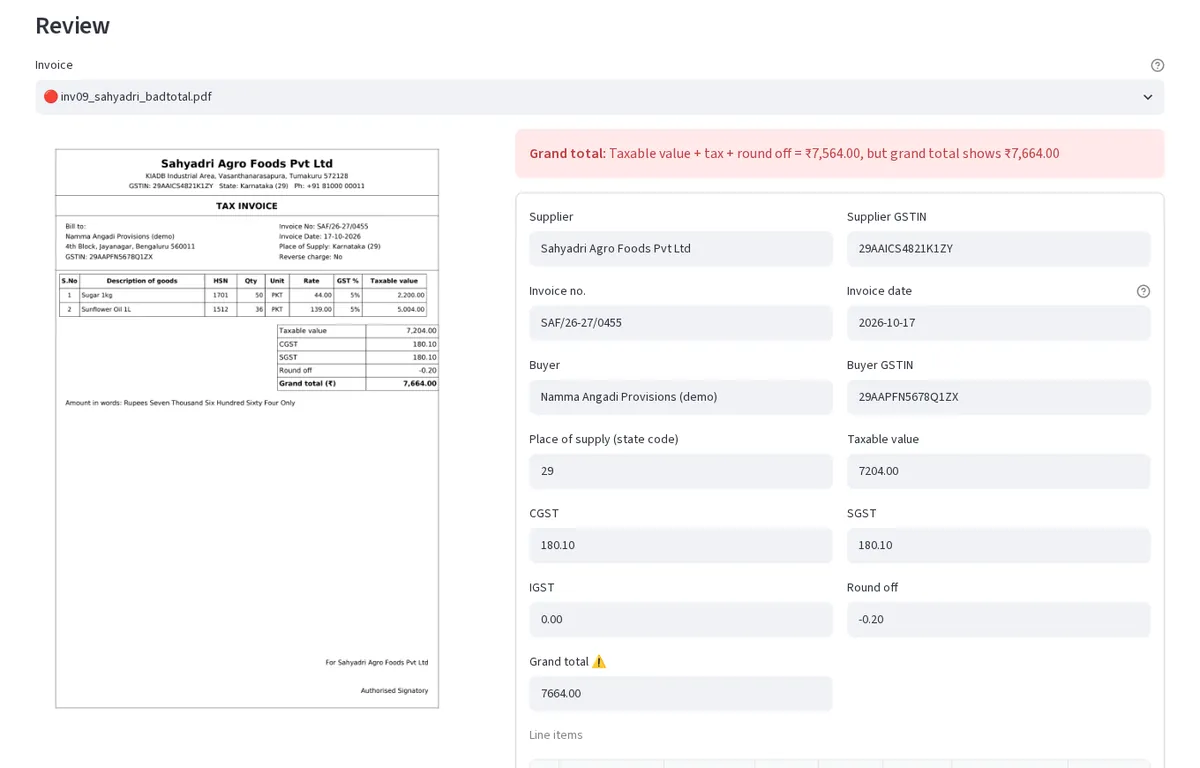 Review
Invoice
inv09_sahyadri_badtotal.pdf
Sahyadri Agro Foods Pvt Ltd
KIADB Industrial Area, Vasanthanarasapura, Tumakuru 572128
GSTIN: 29AAICS4821K1ZY State: Karnataka (29) Ph: +91 81000 00011
TAX INVOICE
Bill to:
Namma Angadi Provisions (demo)
4th Block, Jayanagar, Bengaluru 560011
GSTIN: 29AAPFN5678Q1ZX
Invoice No: SAF/26-27/0455
Invoice Date: 17-10-2026
Place of Supply: Karnataka (29)
Reverse charge: No
S.No Description of goods HSN Qty Unit Rate GST % Taxable value
1 Sugar 1kg 1701 50 PKT 44.00 5% 2,200.00
2 Sunflower Oil 1L 1512 36 PKT 139.00 5% 5,004.00
Taxable value 7,204.00
CGST 180.10
SGST 180.10
Round off -0.20
Grand total (₹) 7,664.00
Amount in words: Rupees Seven Thousand Six Hundred Sixty Four Only
For Sahyadri Agro Foods Pvt Ltd
Authorised Signatory
Grand total: Taxable value + tax + round off = ₹7,564.00, but grand total shows ₹7,664.00
Supplier Supplier GSTIN
Sahyadri Agro Foods Pvt Ltd 29AAICS4821K1ZY
Invoice no. Invoice date
SAF/26-27/0455 2026-10-17
Buyer Buyer GSTIN
Namma Angadi Provisions (demo) 29AAPFN5678Q1ZX
Place of supply (state code) Taxable value
29 7204.00
CGST SGST
180.10 180.10
IGST Round off
0.00 -0.20
Grand total ⚠️
7664.00
Line items